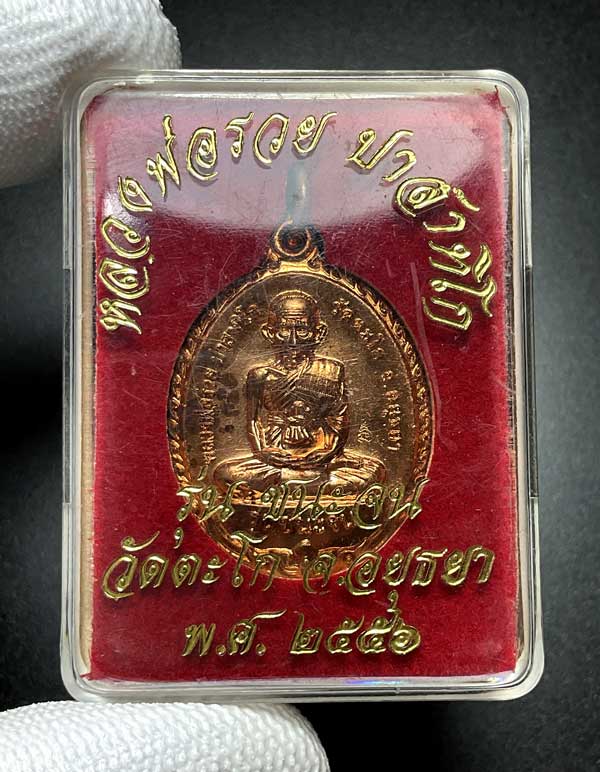 หลวงพ่อรวย ปาสาทิโก
รุ่น ชนะจน
วัดตะโก จ.อยุธยา
พ.ศ. ๒๕๕๖